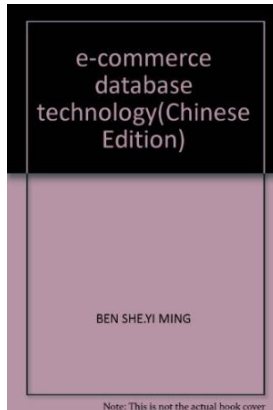 e-commerce
database
technology(Chinese
Edition)
BEN SHE.YI MING
Note: This is not the actual book cover